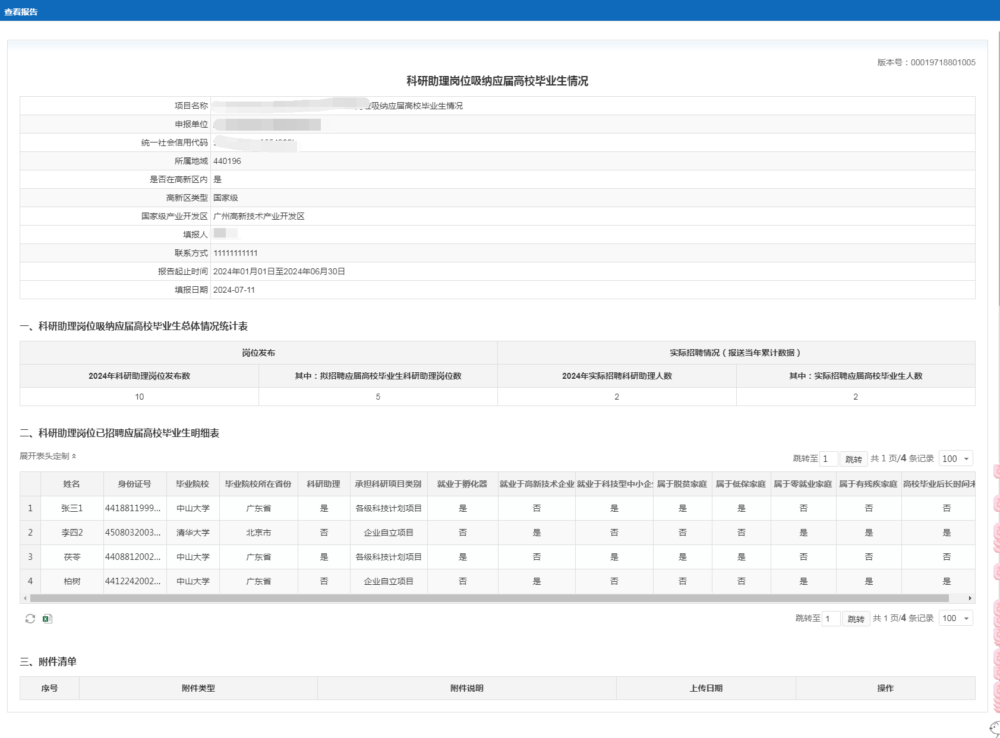 查看报告
版本号：00019718801005
科研助理岗位吸纳应届高校毕业生情况
项目名称 位吸纳应届高校毕业生情况
申报单位
统一社会信用代码
所属地域 440196
是否在高新区内 是
高新区类型 国家级
国家级产业开发区 广州高新技术产业开发区
填报人
联系方式 11111111111
报告起止时间 2024年01月01日至2024年06月30日
填报日期 2024-07-11
一、科研助理岗位吸纳应届高校毕业生总体情况统计表
岗位发布 实际招聘情况（报送当年累计数据）
2024年科研助理岗位发布数 其中：拟招聘应届高校毕业生科研助理岗位数 2024年实际招聘科研助理人数 其中：实际招聘应届高校毕业生人数
10 5 2 2
二、科研助理岗位已招聘应届高校毕业生明细表
展开表头定制 跳转至 1 跳转 共 1 页/4 条记录 100
姓名 身份证号 毕业院校 毕业院校所在省份 科研助理 承担科研项目类别 就业于孵化器 就业于高新技术企业 就业于科技型中小企 属于脱贫家庭 属于低保家庭 属于零就业家庭 属于有残疾家庭 高校毕业后长时间未
1 张三1 4418811999... 中山大学 广东省 是 各级科技计划项目 是 否 是 是 是 否 否 否
2 李四2 4508032003... 清华大学 北京市 否 企业自立项目 否 是 否 否 否 是 是 是
3 茯苓 4408812002... 中山大学 广东省 是 各级科技计划项目 是 否 是 是 是 否 否 否
4 柏树 4412242002... 中山大学 广东省 否 企业自立项目 否 是 否 否 否 是 是 是
跳转至 1 跳转 共 1 页/4 条记录 100
三、附件清单
序号 附件类型 附件说明 上传日期 操作